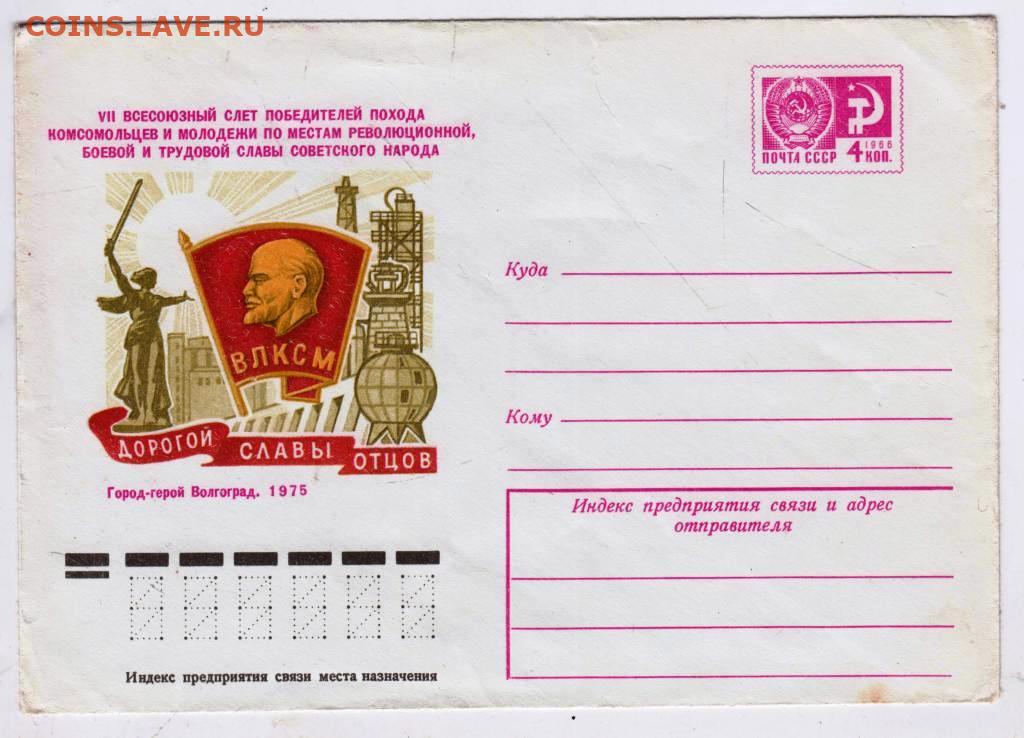 COINS.LAVE.RU
VII ВСЕСОЮЗНЫЙ СЛЕТ ПОБЕДИТЕЛЕЙ ПОХОДА
КОМСОМОЛЬЦЕВ И МОЛОДЕЖИ ПО МЕСТАМ РЕВОЛЮЦИОННОЙ,
БОЕВОЙ И ТРУДОВОЙ СЛАВЫ СОВЕТСКОГО НАРОДА
ВЛКСМ
ДОРОГОЙ СЛАВЫ ОТЦОВ
Город-герой Волгоград. 1975
Индекс предприятия связи места назначения
1966
ПОЧТА СССР 4 КОП.
Куда
Кому
Индекс предприятия связи и адрес
отправителя